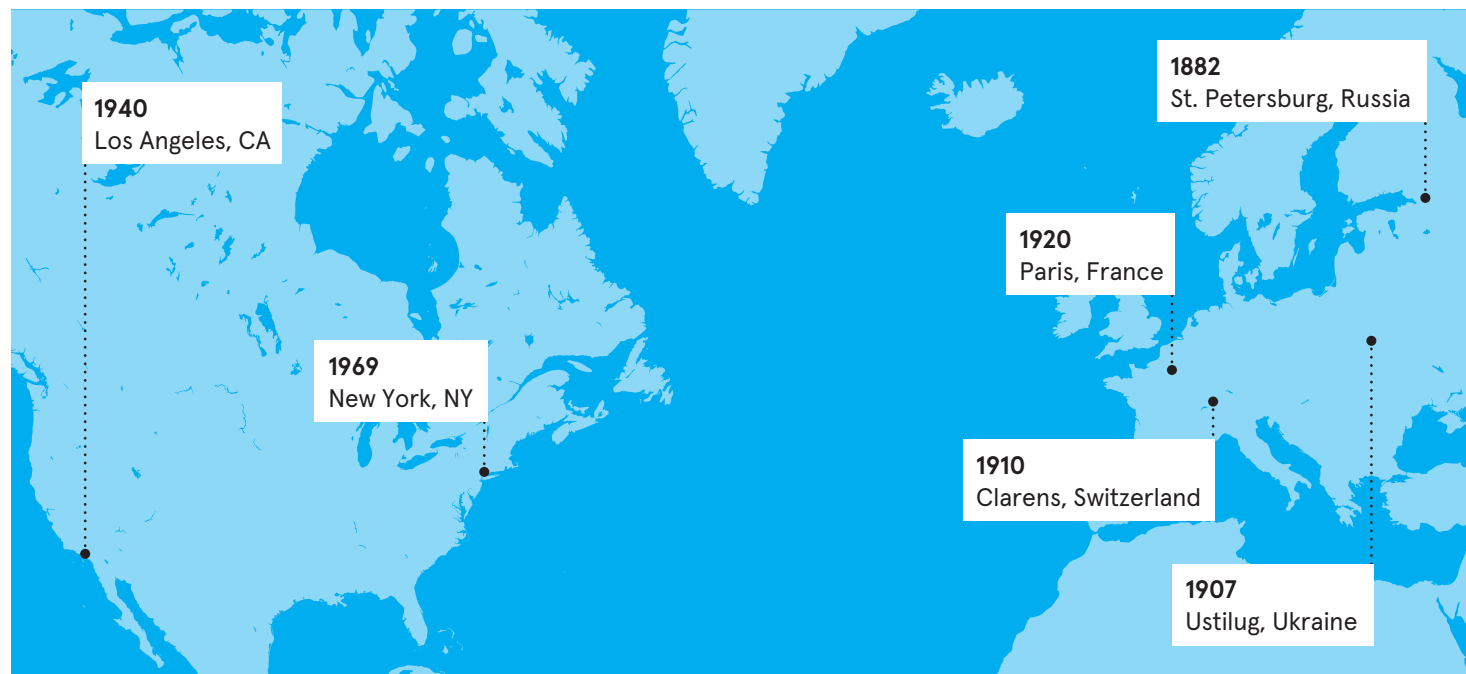 1882
St. Petersburg, Russia
1940
Los Angeles, CA
1920
Paris, France
1969
New York, NY
1910
Clarens, Switzerland
1907
Ustilug, Ukraine